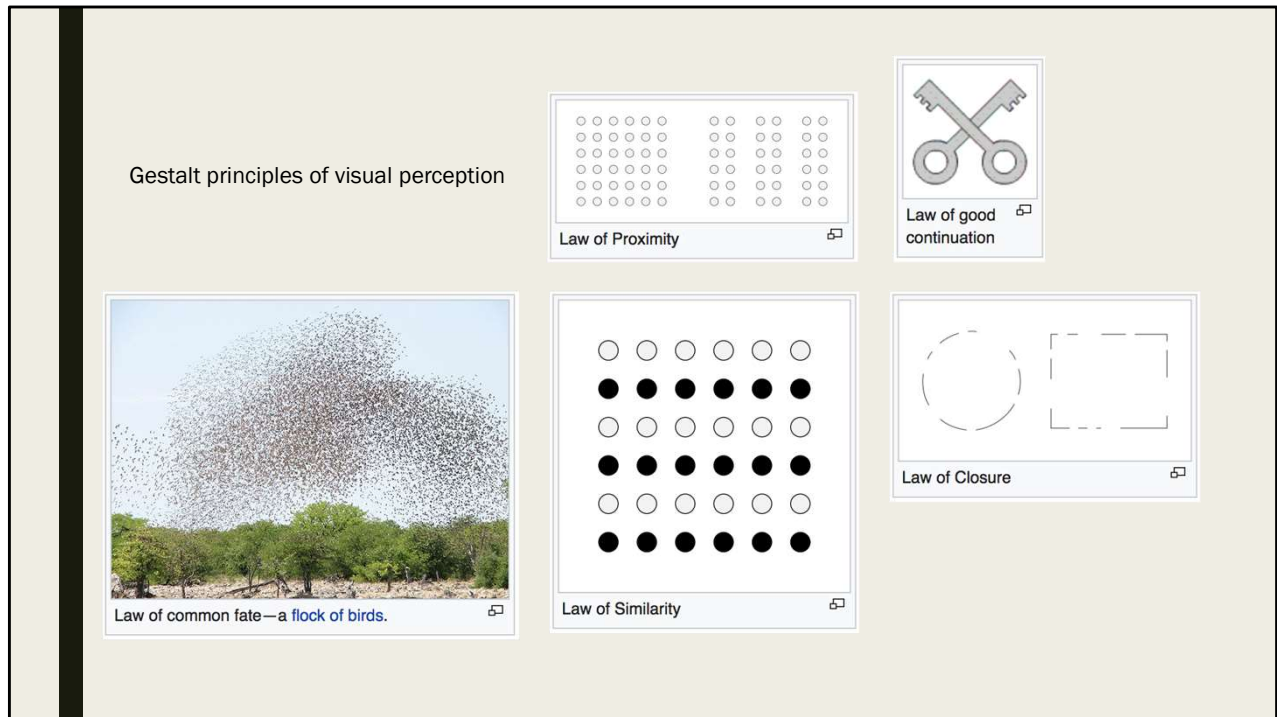 Gestalt principles of visual perception
Law of Proximity
Law of good
continuation
Law of common fate—a flock of birds.
Law of Similarity
Law of Closure